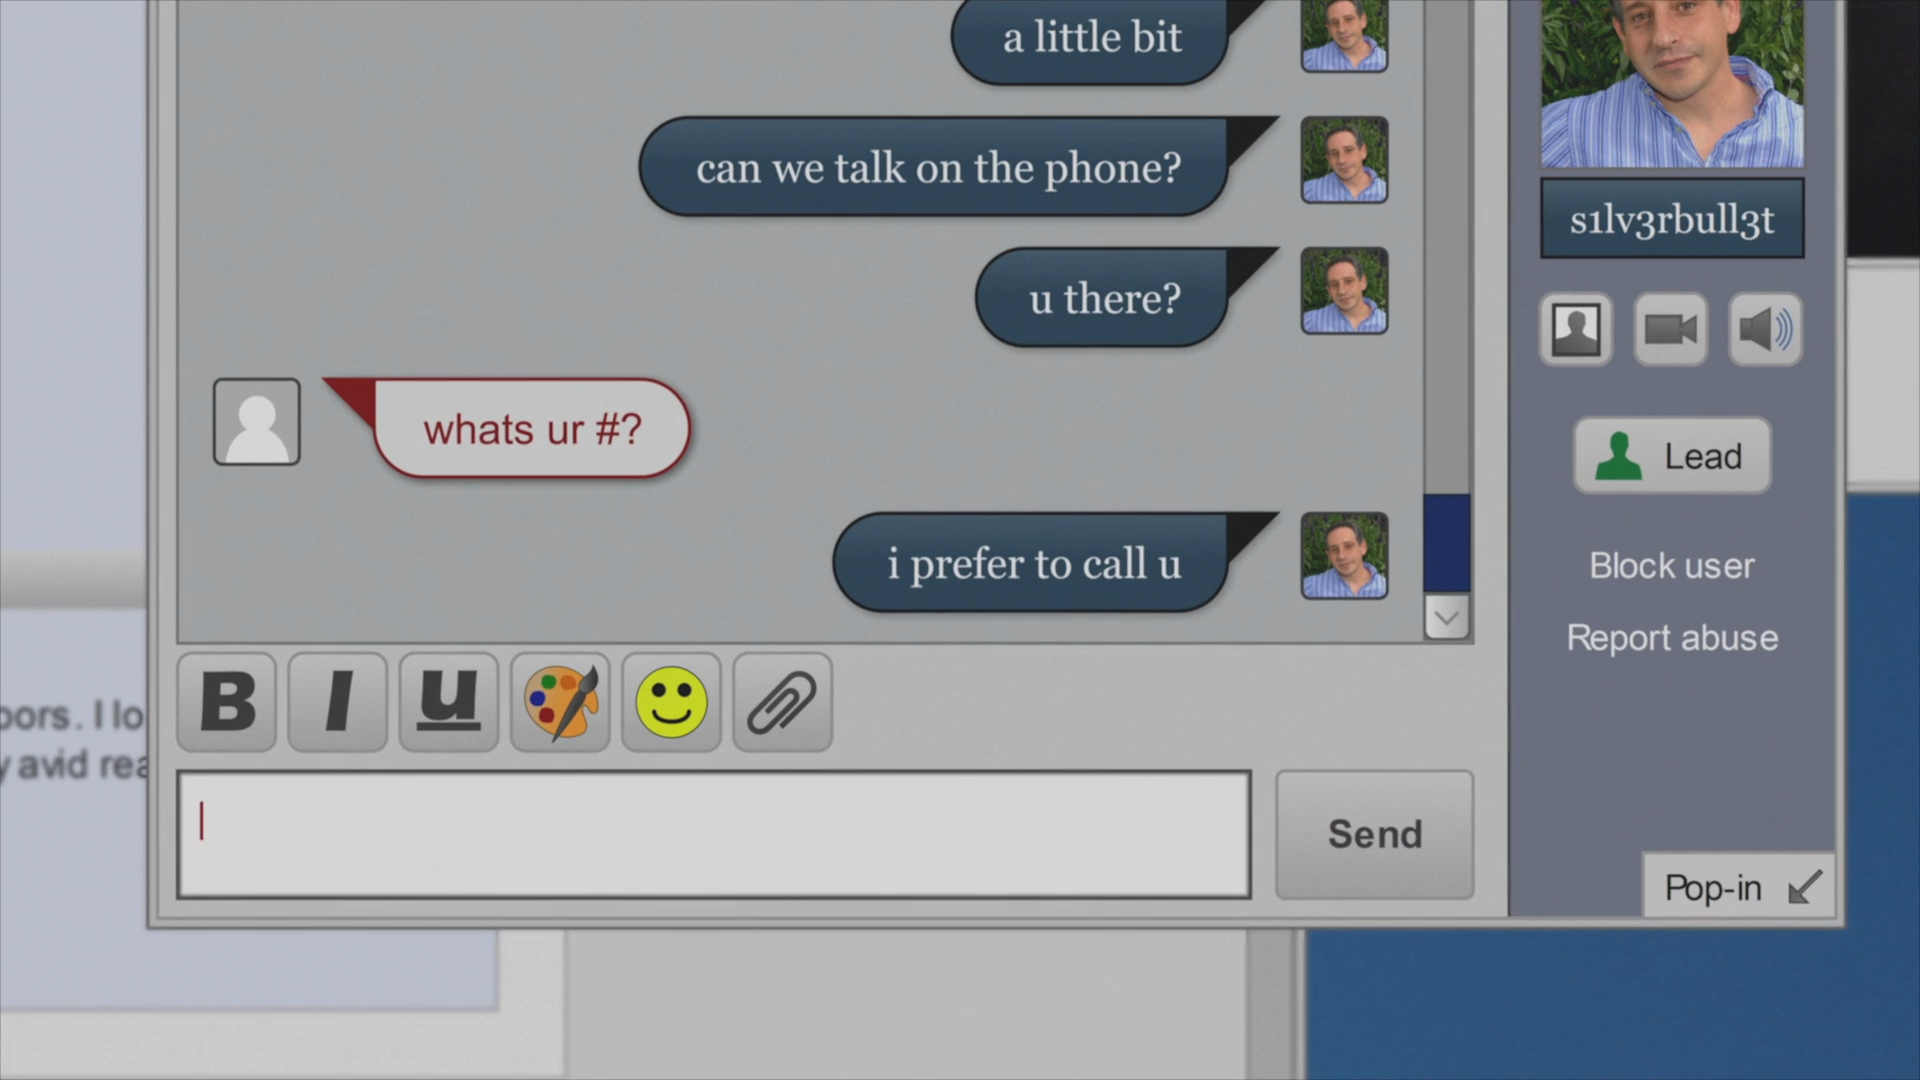 a little bit
can we talk on the phone?
u there?
whats ur #?
i prefer to call u
B I u
Send
s1lv3rbull3t
Lead
Block user
Report abuse
Pop-in